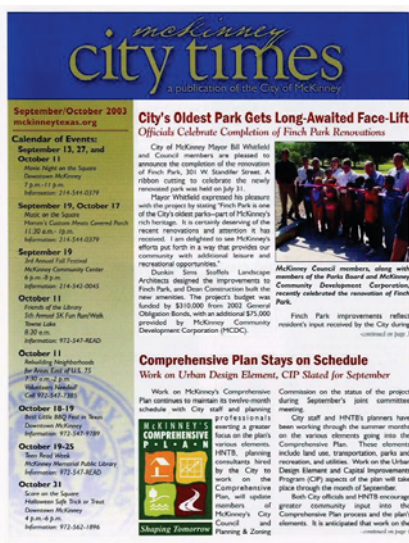 mckinney
city times
a publication of the City of McKinney
September/October 2003
mckinneytexas.org
Calendar of Events:
September 13, 27, and
October 11
Movie Night on the Square
Downtown McKinney
7 p.m.-11 p.m.
Information: 214-544-0379
September 19, October 17
Music on the Square
Marion's Custom Meats Covered Porch
11:30 a.m.- 1p.m.
Information: 214-544-0379
September 19
3rd Annual Fall Festival
McKinney Community Center
6 p.m.-8 p.m.
Information: 214-542-0045
October 11
Friends of the Library
5th Annual 5K Fun Run/Walk
Towne Lake
8:30 a.m.
Information: 972-547-READ
October 11
Rebuilding Neighborhoods
for Areas East of U.S. 75
7:30 a.m.-2 p.m.
Volunteers Needed!
Call 972-547-7385
October 18-19
Best Little BBQ Fest in Texas
Downtown McKinney
Information: 972-547-9789
October 19-25
Teen Read Week
McKinney Memorial Public Library
Information: 972-547-READ
October 31
Scare on the Square
Halloween Safe Trick or Treat
Downtown McKinney
4 p.m.-6 p.m.
Information: 972-562-1896
City's Oldest Park Gets Long-Awaited Face-Lift
Officials Celebrate Completion of Finch Park Renovations
City of McKinney Mayor Bill Whitfield
and Council members are pleased to
announce the completion of the renovation
of Finch Park, 301 W. Standifer Street. A
ribbon cutting to celebrate the newly
renovated park was held on July 31.
Mayor Whitfield expressed his pleasure
with the project by stating "Finch Park is one
of the City's oldest parks–part of McKinney's
rich heritage. It is certainly deserving of the
recent renovations and attention it has
received. I am delighted to see McKinney's
efforts put forth in a way that provides our
community with additional leisure and
recreational opportunities."
Dunkin Sims Stoffels Landscape
Architects designed the improvements to
Finch Park, and Dean Construction built the
new amenities. The project's budget was
funded by $310,000 from 2002 General
Obligation Bonds, with an additional $75,000
provided by McKinney Community
Development Corporation (MCDC).
McKinney Council members, along with
members of the Parks Board and McKinney
Community Development Corporation,
recently celebrated the renovation of Finch
Park.
Finch Park improvements reflect
resident's input received by the City during
-continued on page
Comprehensive Plan Stays on Schedule
Work on Urban Design Element, CIP Slated for September
Work on McKinney's Comprehensive
Plan continues to maintain its twelve-month
schedule with City staff and planning
professionals
exerting a greater
focus on the plan's
various elements.
HNTB, planning
consultants hired
by the City to
work on the
Comprehensive
Plan, will update
members of
McKinney's City
Council and
Planning & Zoning
McKINNEY'S
COMPREHENSIVE
P•L•A•N
Shaping Tomorrow
Commission on the status of the project
during September's joint committee
meeting.
City staff and HNTB's planners have
been working through the summer months
on the various elements going into the
Comprehensive Plan. These elements
include land use, transportation, parks and
recreation, and utilities. Work on the Urban
Design Element and Capital Improvements
Program (CIP) aspects of the plan will take
place through the month of September.
Both City officials and HNTB encourage
greater community input into the
Comprehensive Plan process and the plan's
elements. It is anticipated that work on the
-continued on page